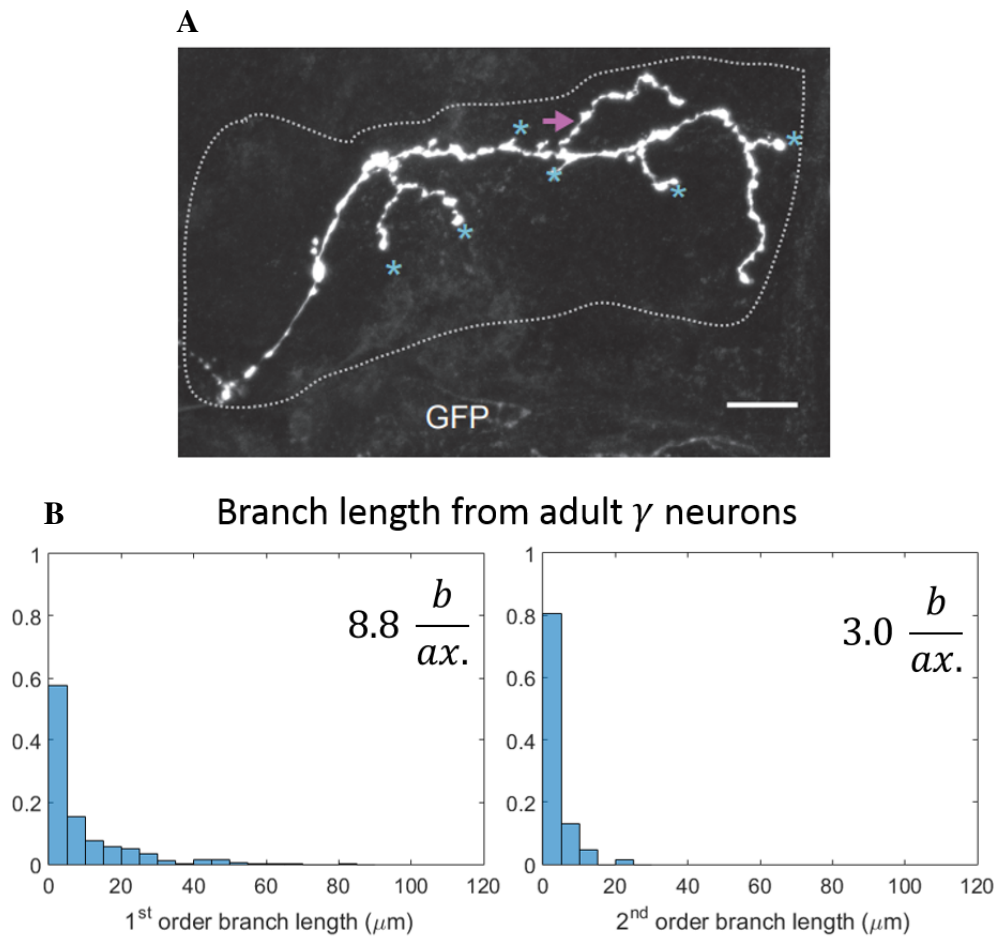 A
*
*
*
*
*
*
GFP
B
Branch length from adult γ neurons
1
0.8
0.6
0.4
0.2
0
0 20 40 60 80 100 120
1st order branch length (μm)
8.8 b/ax.
1
0.8
0.6
0.4
0.2
0
0 20 40 60 80 100 120
2nd order branch length (μm)
3.0 b/ax.